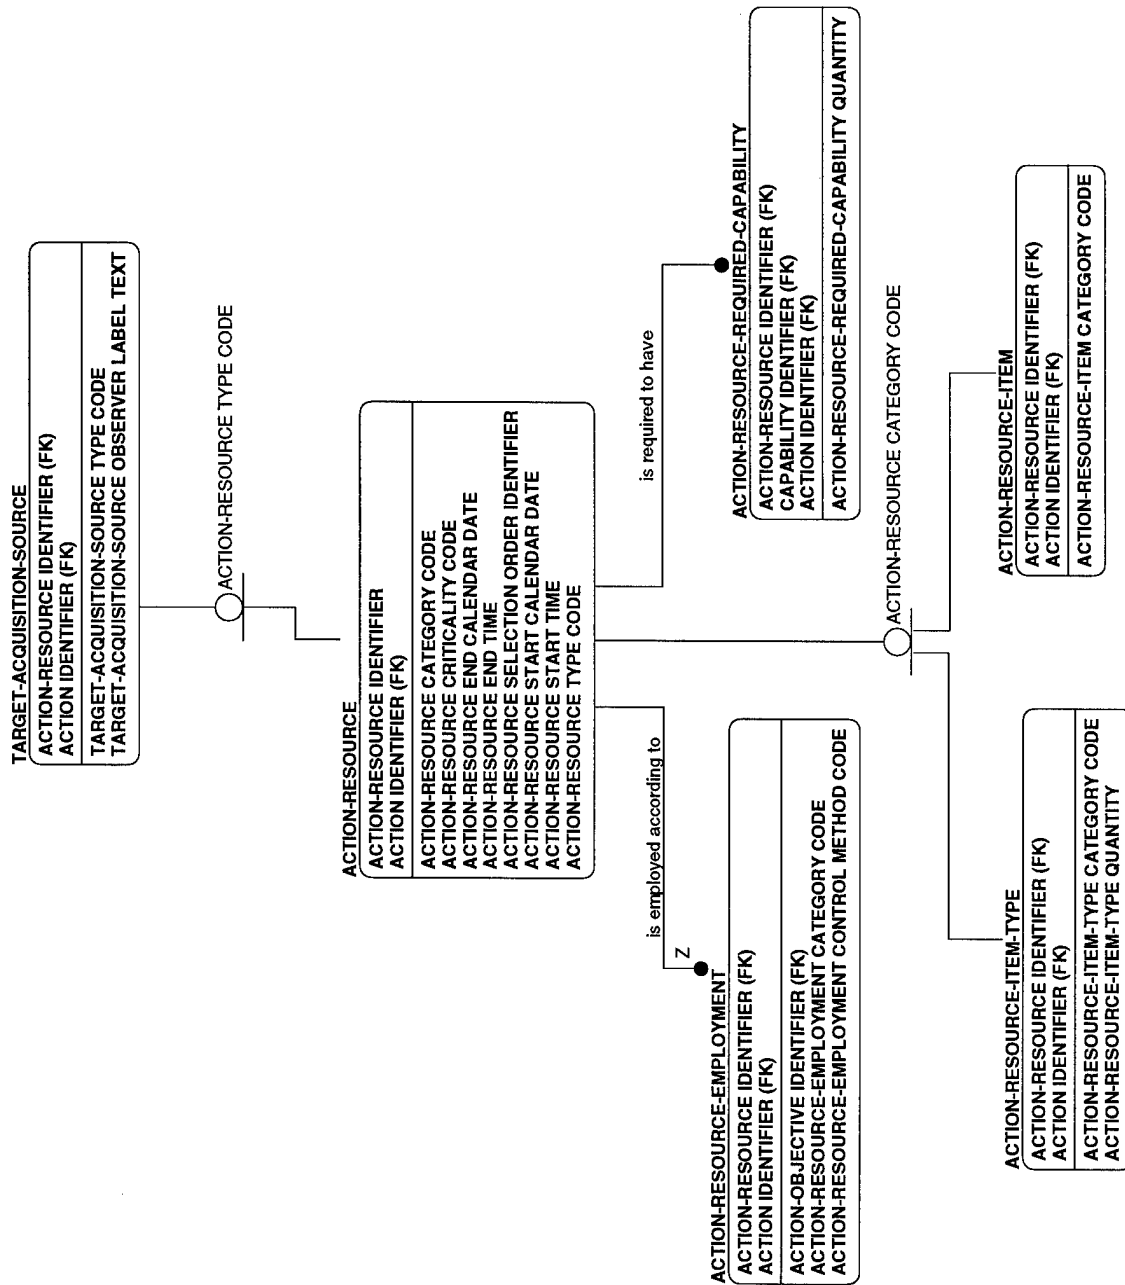 TARGET-ACQUISITION-SOURCE
ACTION-RESOURCE IDENTIFIER (FK)
ACTION IDENTIFIER (FK)
TARGET-ACQUISITION-SOURCE TYPE CODE
TARGET-ACQUISITION-SOURCE OBSERVER LABEL TEXT
ACTION-RESOURCE TYPE CODE
ACTION-RESOURCE
ACTION-RESOURCE IDENTIFIER
ACTION IDENTIFIER (FK)
ACTION-RESOURCE CATEGORY CODE
ACTION-RESOURCE CRITICALITY CODE
ACTION-RESOURCE END CALENDAR DATE
ACTION-RESOURCE END TIME
ACTION-RESOURCE SELECTION ORDER IDENTIFIER
ACTION-RESOURCE START CALENDAR DATE
ACTION-RESOURCE START TIME
ACTION-RESOURCE TYPE CODE
is employed according to
Z
is required to have
ACTION-RESOURCE-EMPLOYMENT
ACTION-RESOURCE IDENTIFIER (FK)
ACTION IDENTIFIER (FK)
ACTION-OBJECTIVE IDENTIFIER (FK)
ACTION-RESOURCE-EMPLOYMENT CATEGORY CODE
ACTION-RESOURCE-EMPLOYMENT CONTROL METHOD CODE
ACTION-RESOURCE-REQUIRED-CAPABILITY
ACTION-RESOURCE IDENTIFIER (FK)
CAPABILITY IDENTIFIER (FK)
ACTION IDENTIFIER (FK)
ACTION-RESOURCE-REQUIRED-CAPABILITY QUANTITY
ACTION-RESOURCE CATEGORY CODE
ACTION-RESOURCE-ITEM-TYPE
ACTION-RESOURCE IDENTIFIER (FK)
ACTION IDENTIFIER (FK)
ACTION-RESOURCE-ITEM-TYPE CATEGORY CODE
ACTION-RESOURCE-ITEM-TYPE QUANTITY
ACTION-RESOURCE-ITEM
ACTION-RESOURCE IDENTIFIER (FK)
ACTION IDENTIFIER (FK)
ACTION-RESOURCE-ITEM CATEGORY CODE